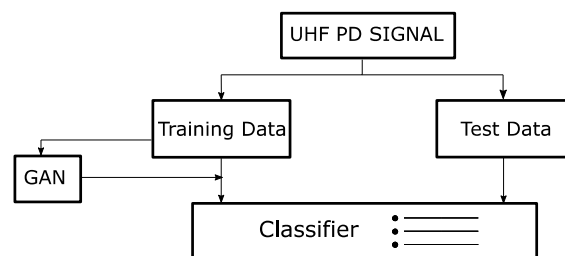 UHF PD SIGNAL
Training Data
Test Data
GAN
Classifier